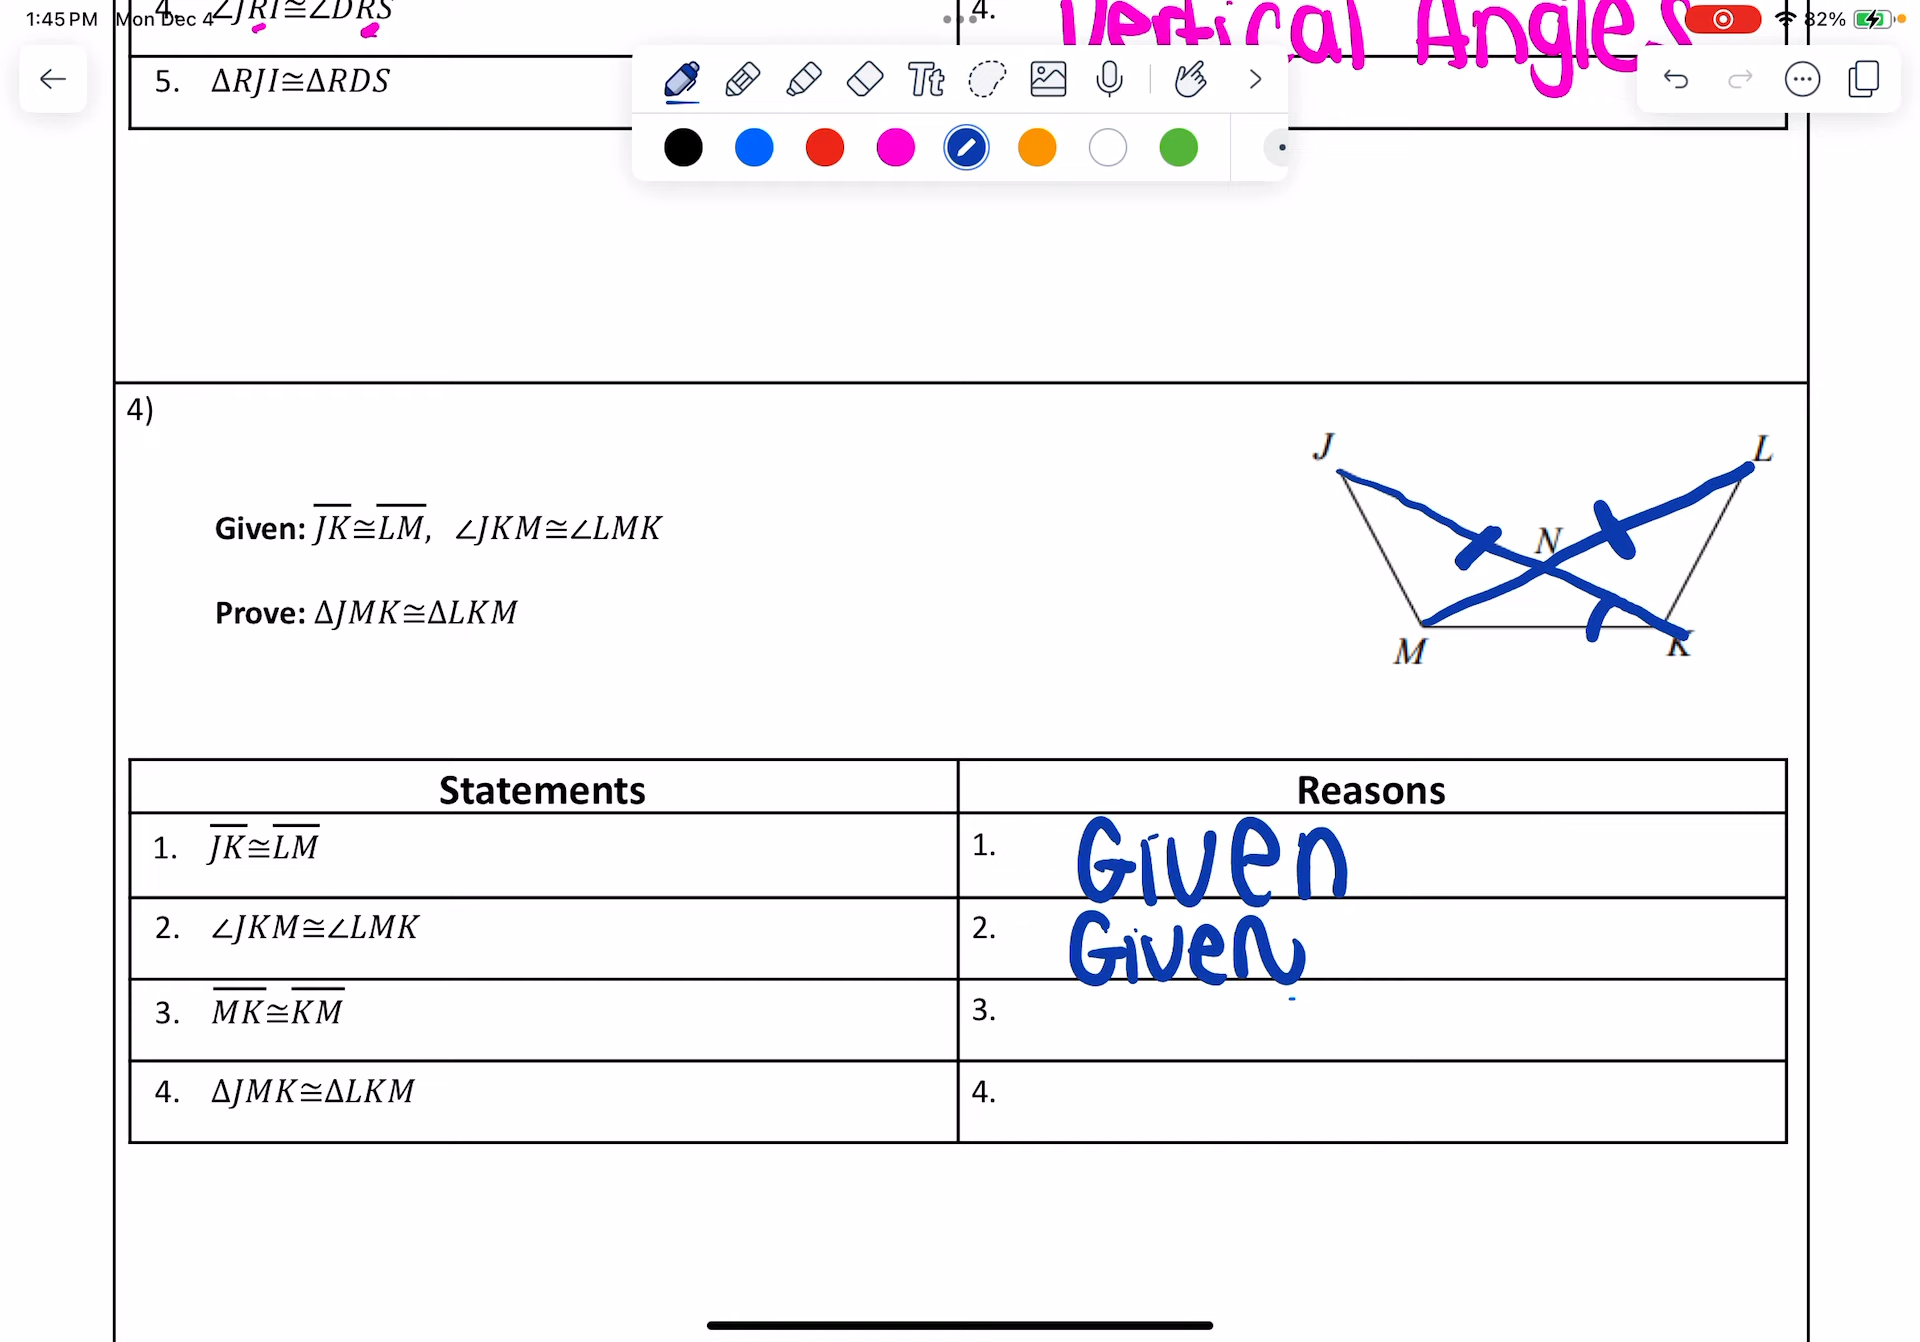 1:45 PM Mon Dec 4 82%
4. ∠JRI≅∠DRS 4. Vertical Angles
5. ΔRJI≅ΔRDS
Tt
4)
J L
Given: JK≅LM, ∠JKM≅∠LMK
N
Prove: ΔJMK≅ΔLKM
M K
Statements Reasons
1. JK≅LM 1. Given
2. ∠JKM≅∠LMK 2. Given
3. MK≅KM 3.
4. ΔJMK≅ΔLKM 4.